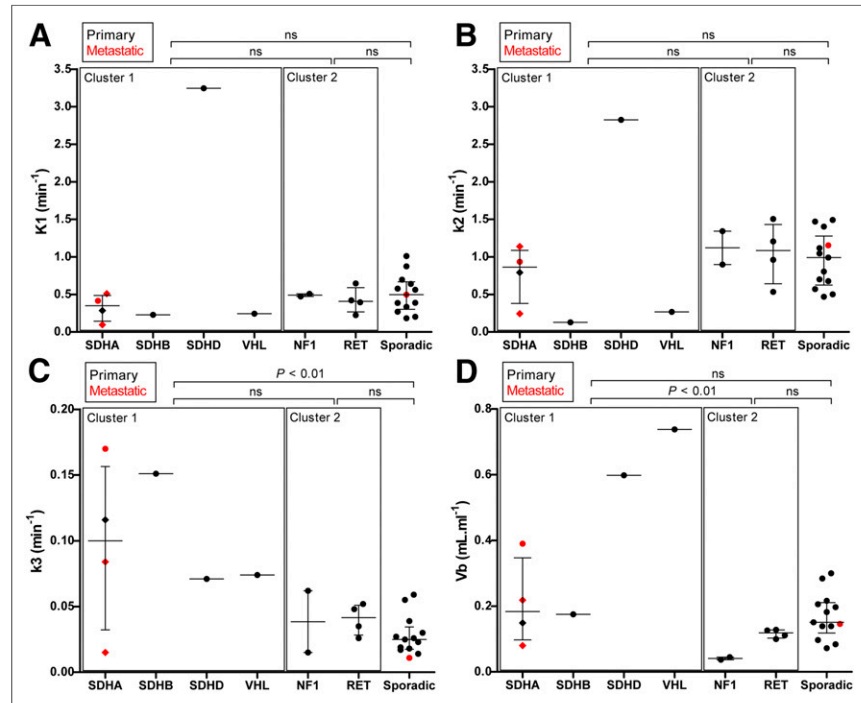 A
Primary
Metastatic
ns
ns
ns
Cluster 1
Cluster 2
3.5
3.0
2.5
2.0
1.5
1.0
0.5
0.0
K1 (min⁻¹)
SDHA SDHB SDHD VHL NF1 RET Sporadic
B
Primary
Metastatic
ns
ns
ns
Cluster 1
Cluster 2
3.5
3.0
2.5
2.0
1.5
1.0
0.5
0.0
k2 (min⁻¹)
SDHA SDHB SDHD VHL NF1 RET Sporadic
C
Primary
Metastatic
P < 0.01
ns
ns
Cluster 1
Cluster 2
0.20
0.15
0.10
0.05
0.00
k3 (min⁻¹)
SDHA SDHB SDHD VHL NF1 RET Sporadic
D
Primary
Metastatic
ns
P < 0.01
ns
Cluster 1
Cluster 2
0.8
0.6
0.4
0.2
0.0
Vb (mL.ml⁻¹)
SDHA SDHB SDHD VHL NF1 RET Sporadic